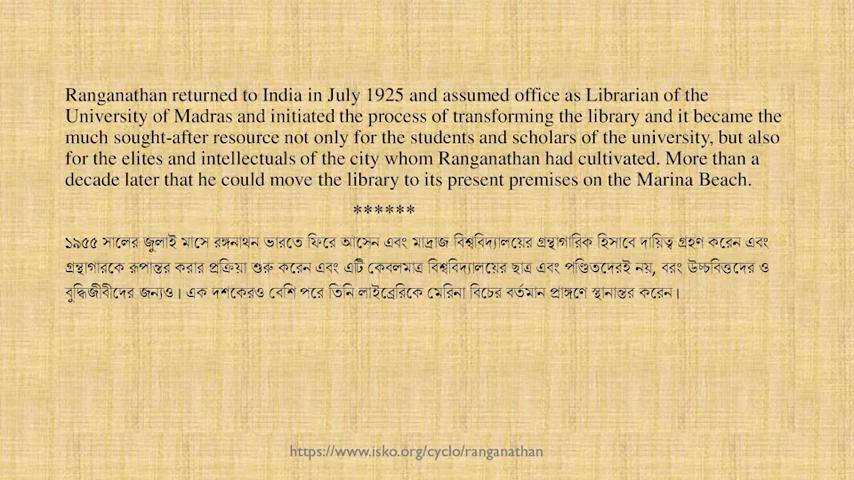 Ranganathan returned to India in July 1925 and assumed office as Librarian of the
University of Madras and initiated the process of transforming the library and it became the
much sought-after resource not only for the students and scholars of the university, but also
for the elites and intellectuals of the city whom Ranganathan had cultivated. More than a
decade later that he could move the library to its present premises on the Marina Beach.
******
১৯৫৫ সালের জুলাই মাসে রঙ্গনাথন ভারতে ফিরে আসেন এবং মাদ্রাজ বিশ্ববিদ্যালয়ের গ্রন্থাগারিক হিসাবে দায়িত্ব গ্রহণ করেন এবং
গ্রন্থাগারকে রূপান্তর করার প্রক্রিয়া শুরু করেন এবং এটি কেবলমাত্র বিশ্ববিদ্যালয়ের ছাত্র এবং পণ্ডিতদেরই নয়, বরং উচ্চবিত্তদের ও
বুদ্ধিজীবীদের জন্যও। এক দশকেরও বেশি পরে তিনি লাইব্রেরিকে মেরিনা বিচের বর্তমান প্রাঙ্গণে স্থানান্তর করেন।
https://www.isko.org/cyclo/ranganathan